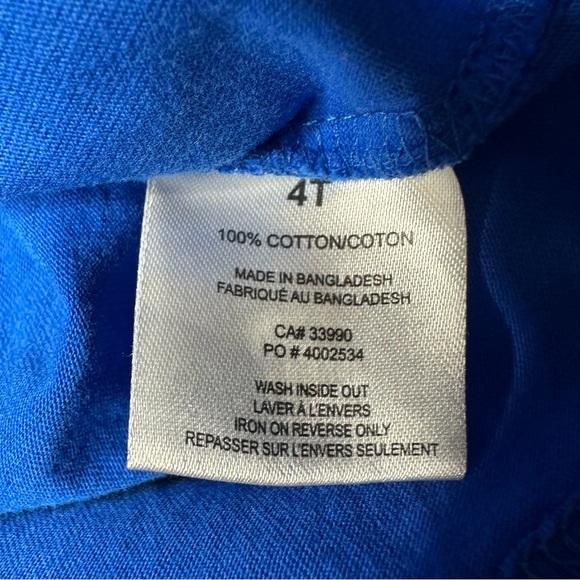 4T
100% COTTON/COTON
MADE IN BANGLADESH
FABRIQUÉ AU BANGLADESH
CA# 33990
PO # 4002534
WASH INSIDE OUT
LAVER À L'ENVERS
IRON ON REVERSE ONLY
REPASSER SUR L'ENVERS SEULEMENT